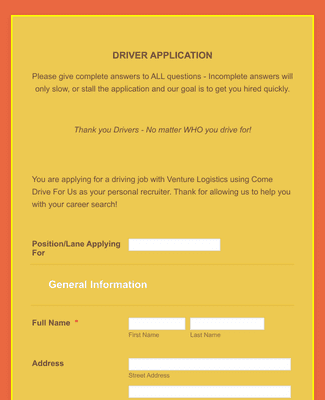 DRIVER APPLICATION
Please give complete answers to ALL questions - Incomplete answers will
only slow, or stall the application and our goal is to get you hired quickly.
Thank you Drivers - No matter WHO you drive for!
You are applying for a driving job with Venture Logistics using Come
Drive For Us as your personal recruiter. Thank for allowing us to help you
with your career search!
Position/Lane Applying
For
General Information
Full Name *
First Name Last Name
Address
Street Address